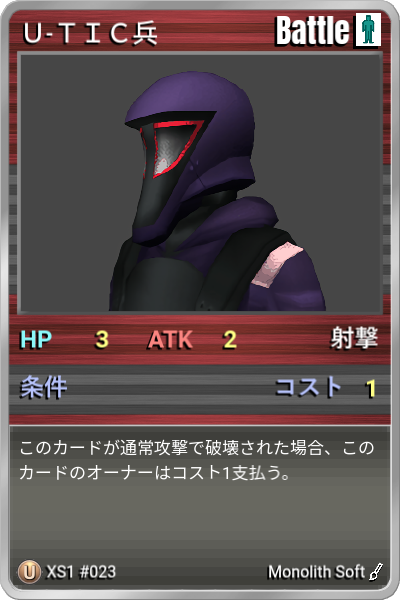 U-ＴＩＣ兵 Battle
HP 3 ATK 2 射撃
条件 コスト 1
このカードが通常攻撃で破壊された場合、この
カードのオーナーはコスト1支払う。
U XS1 #023 Monolith Soft